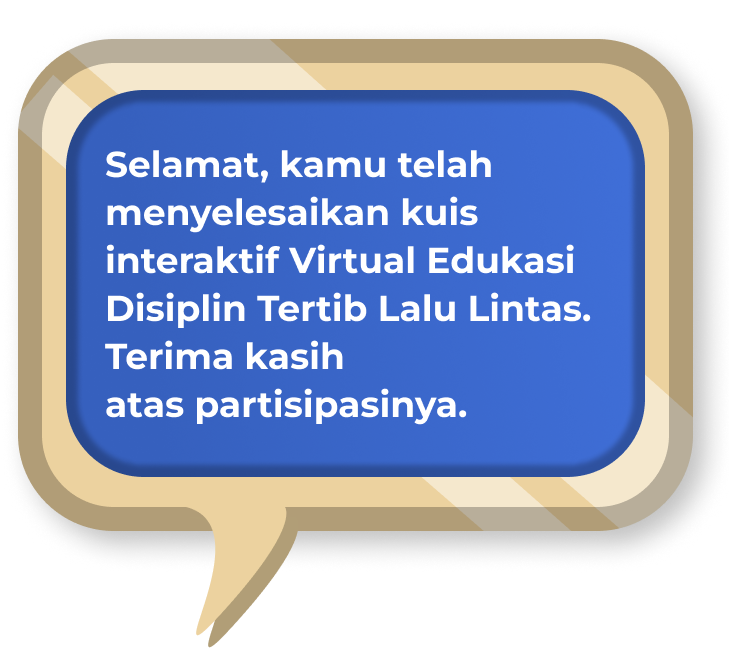 Selamat, kamu telah
menyelesaikan kuis
interaktif Virtual Edukasi
Disiplin Tertib Lalu Lintas.
Terima kasih
atas partisipasinya.